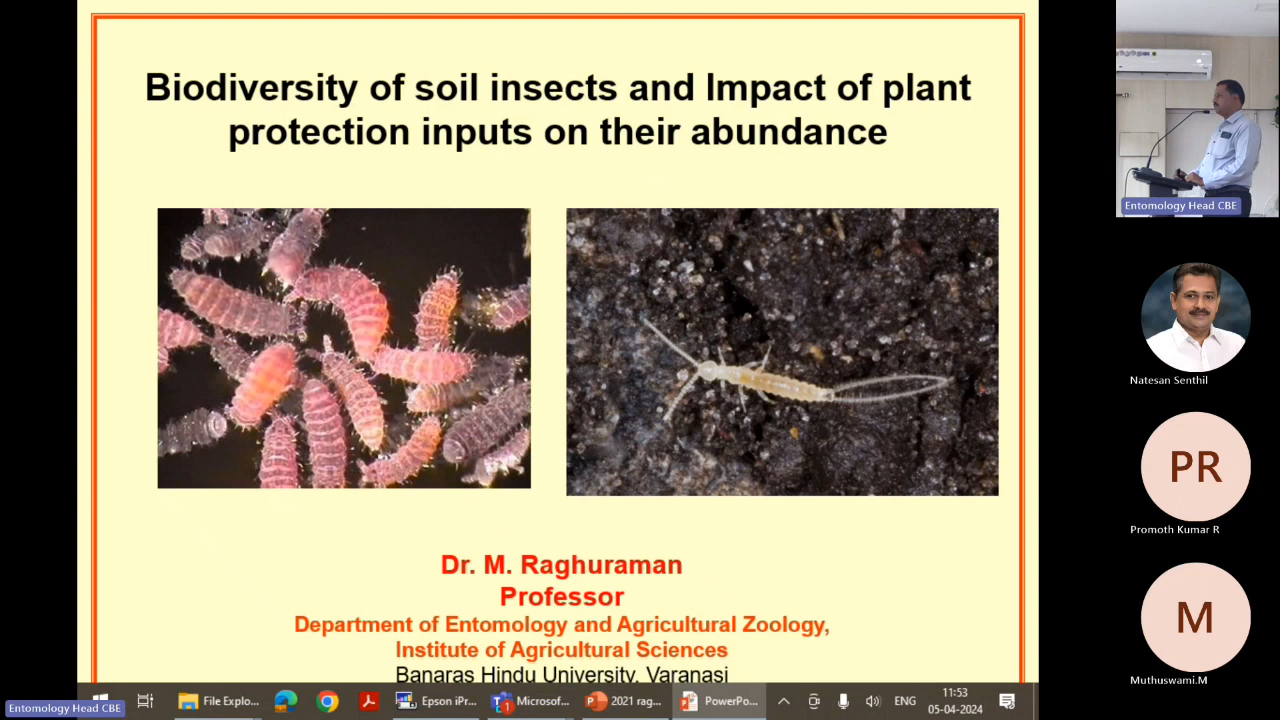 Biodiversity of soil insects and Impact of plant
protection inputs on their abundance
Dr. M. Raghuraman
Professor
Department of Entomology and Agricultural Zoology,
Institute of Agricultural Sciences
Banaras Hindu University, Varanasi
Entomology Head CBE
Natesan Senthil
PR
Promoth Kumar R
M
Muthuswami.M
Entomology Head CBE
File Explo...
Epson iPr...
1
Microsof...
2021 rag...
PowerPo...
ENG
11:53
05-04-2024